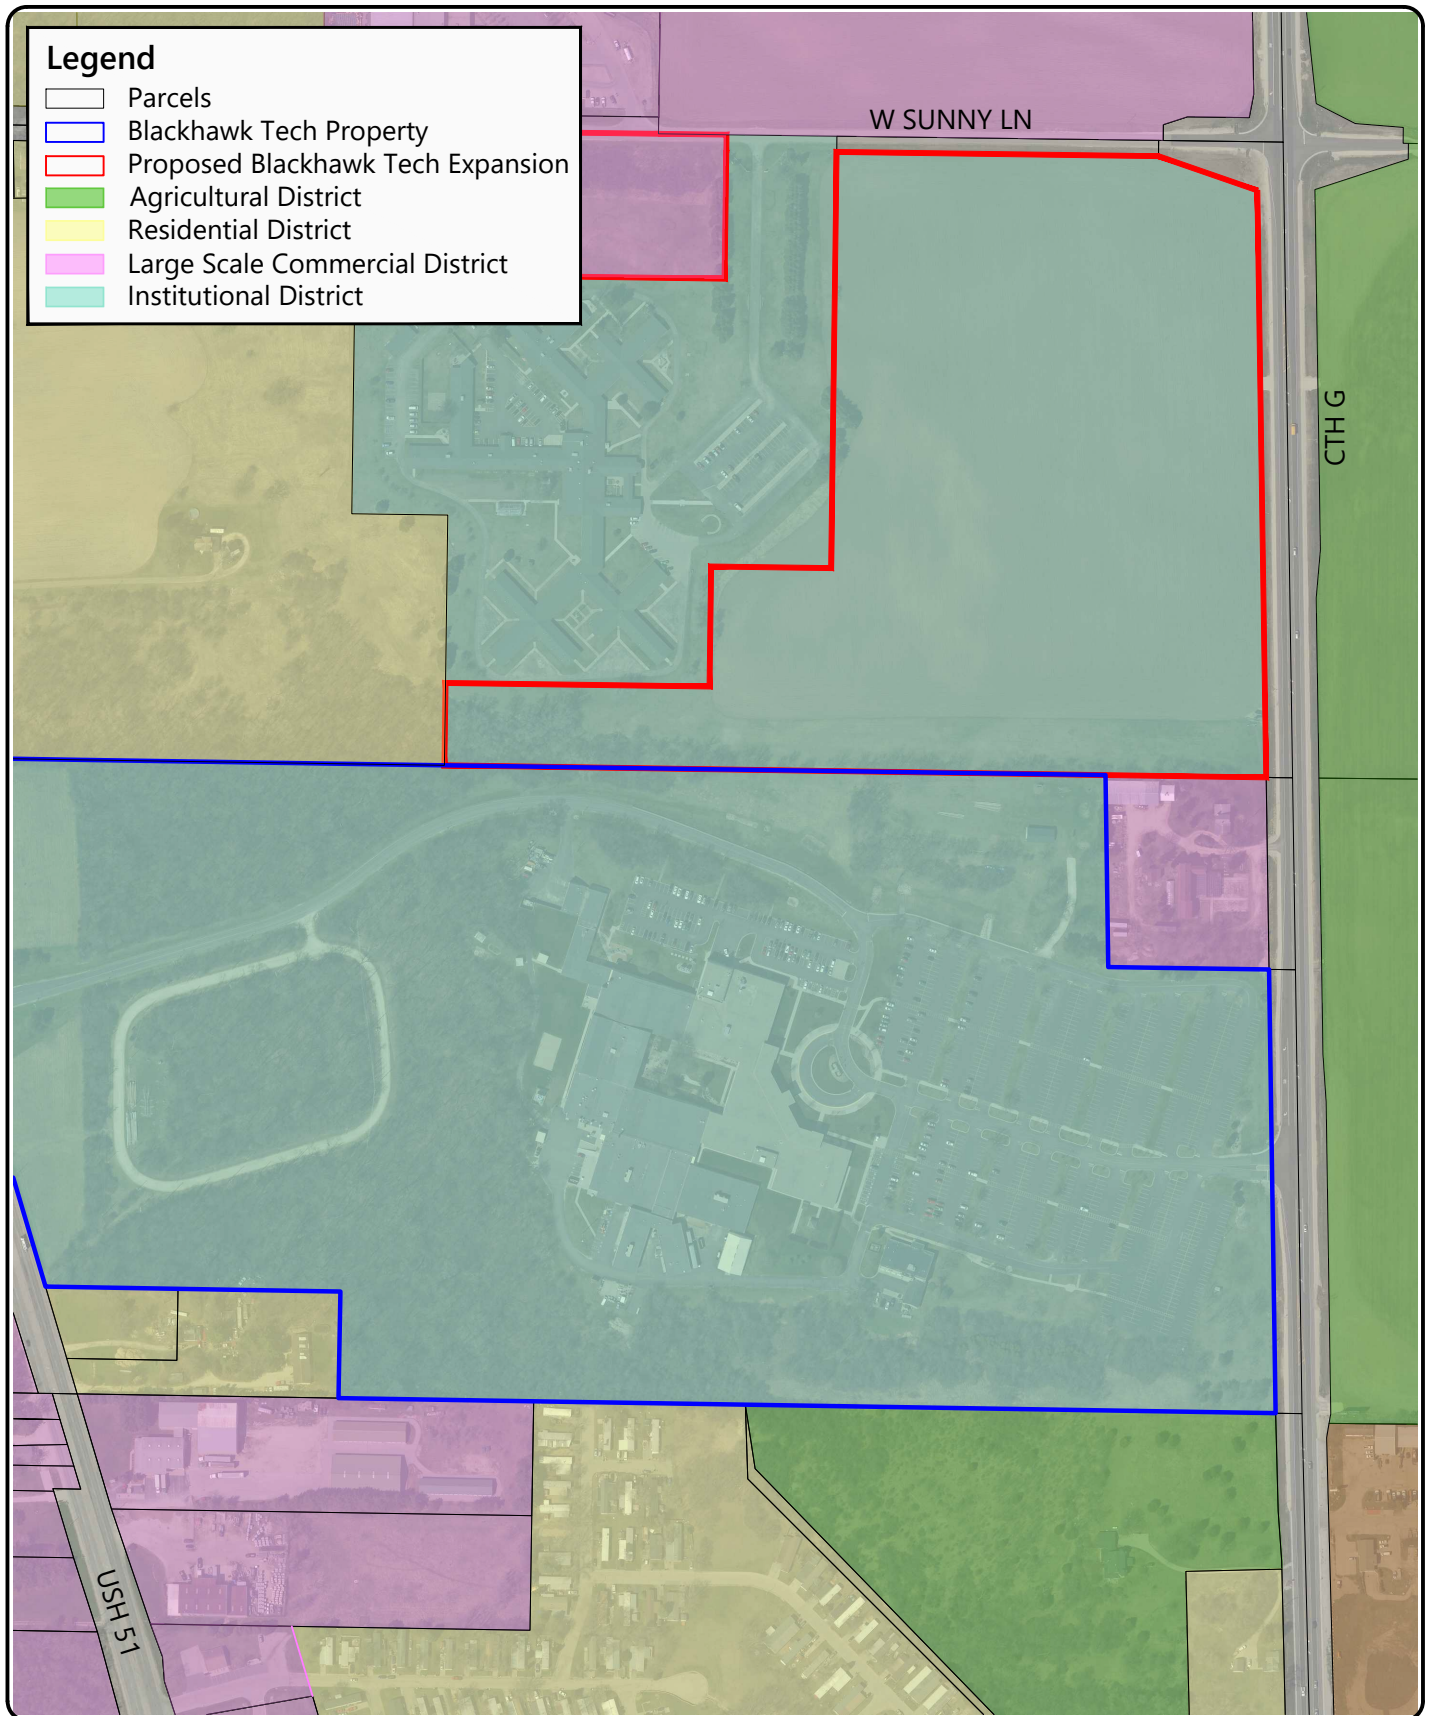 Legend
Parcels
Blackhawk Tech Property
Proposed Blackhawk Tech Expansion
Agricultural District
Residential District
Large Scale Commercial District
Institutional District
W SUNNY LN
CTH G
USH 51